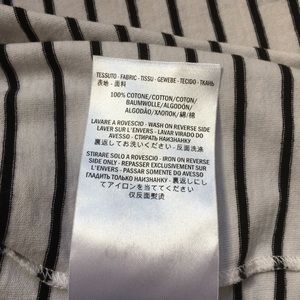 TESSUTO - FABRIC - TISSU - GEWEBE - TECIDO - ТКАНЬ
表地 - 面料
100% COTONE/COTTON/COTON/
BAUMWOLLE/ALGODÓN/
ALGODÃO/ХЛОПОК/綿/棉
LAVARE A ROVESCIO - WASH ON REVERSE SIDE
LAVER SUR L'ENVERS - LAVAR VIRADO DO
AVESSO - СТИРАТЬ НАИЗНАНКУ
裏返してお洗いください - 反面洗涤
STIRARE SOLO A ROVESCIO - IRON ON REVERSE
SIDE ONLY - REPASSER EXCLUSIVEMENT SUR
L'ENVERS - PASSAR SOMENTE DO AVESSO
ГЛАДИТЬ ТОЛЬКО НАИЗНАНКУ - 裏返しにし
てアイロンを当ててください
仅反面熨烫